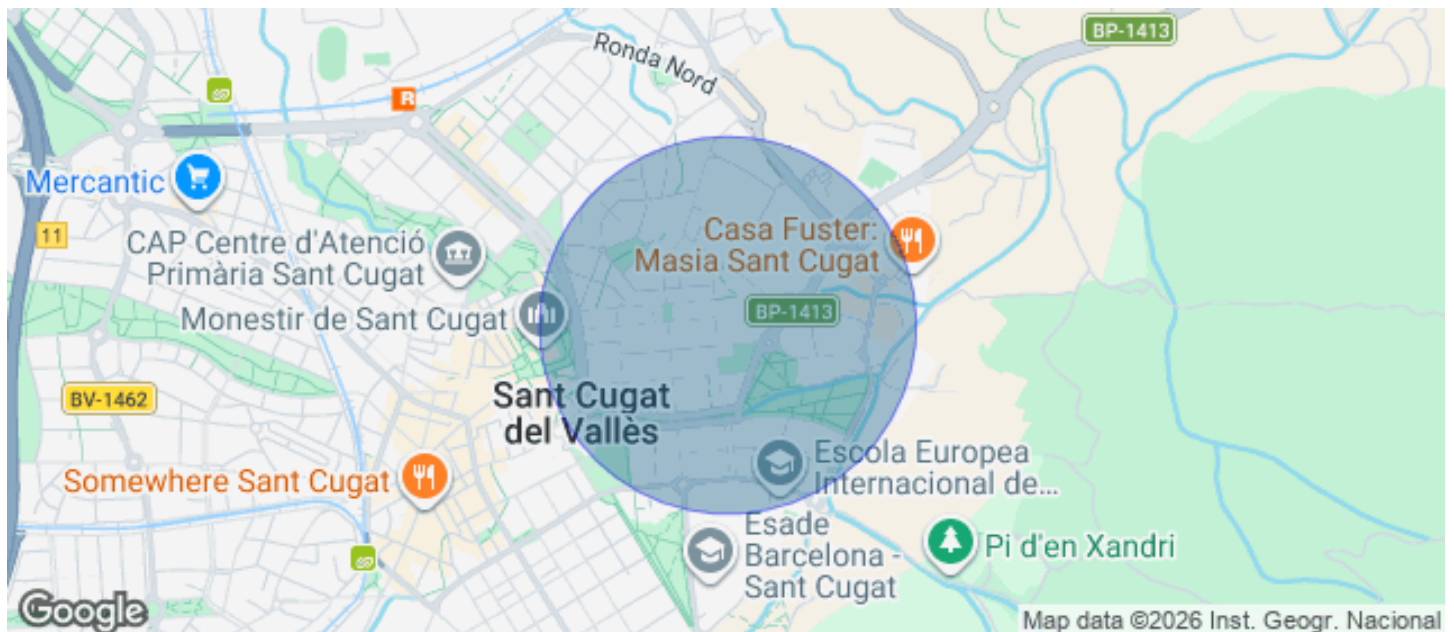 BP-1413
Ronda Nord
R
Mercantic
11
CAP Centre d'Atenció
Primària Sant Cugat
Casa Fuster:
Masia Sant Cugat
Monestir de Sant Cugat
BP-1413
BV-1462
Sant Cugat
del Vallès
Somewhere Sant Cugat
Escola Europea
Internacional de...
Esade
Barcelona -
Sant Cugat
Pi d'en Xandri
Google
Map data ©2026 Inst. Geogr. Nacional